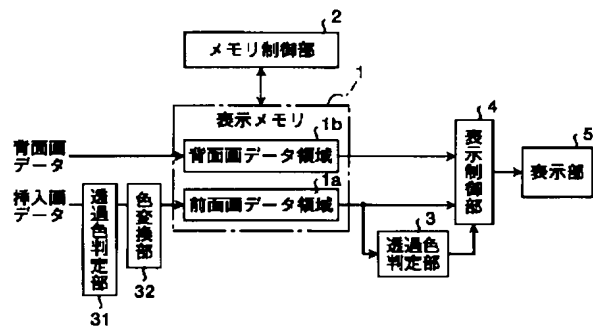 2
メモリ制御部
1
表示メモリ
1b
背面画データ領域
1a
前面画データ領域
背面画
データ
挿入画
データ
透過色判定部
31
色変換部
32
3
透過色
判定部
4
表示制御部
5
表示部